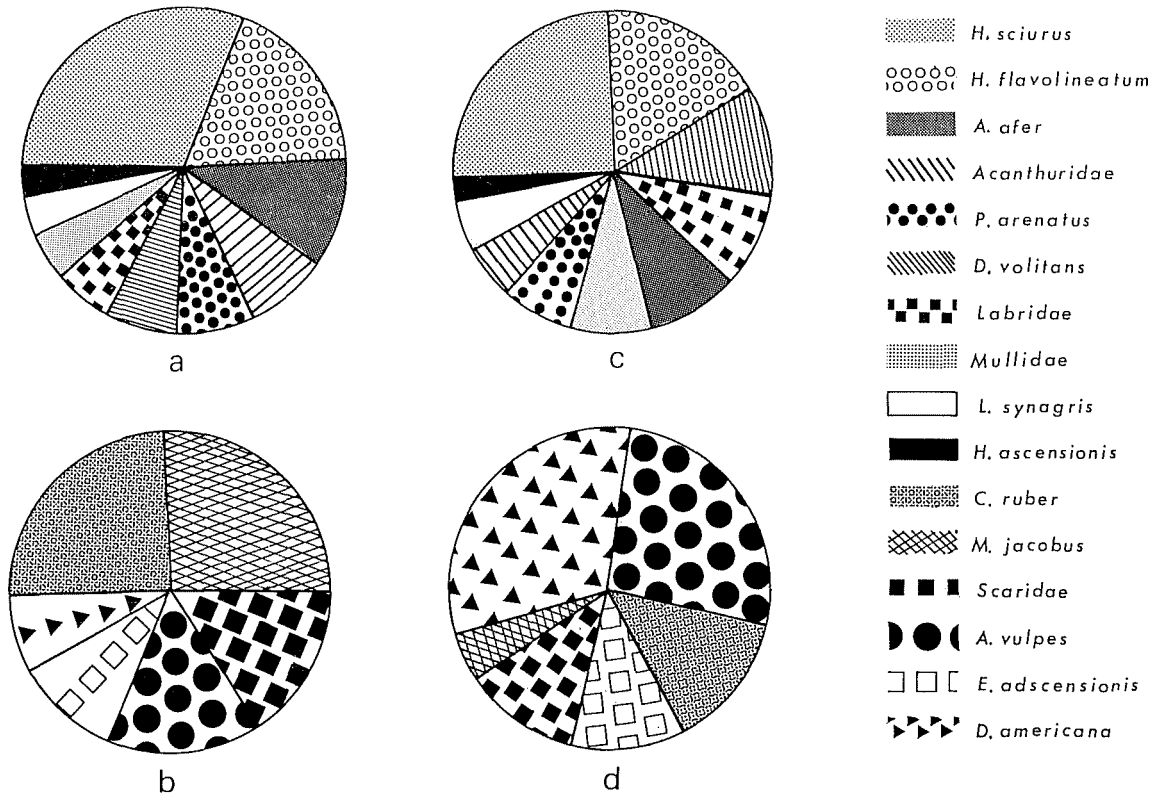 a
c
b
d
H. sciurus
H. flavolineatum
A. afer
Acanthuridae
P. arenatus
D. volitans
Labridae
Mullidae
L. synagris
H. ascensionis
C. ruber
M. jacobus
Scaridae
A. vulpes
E. adscensionis
D. americana